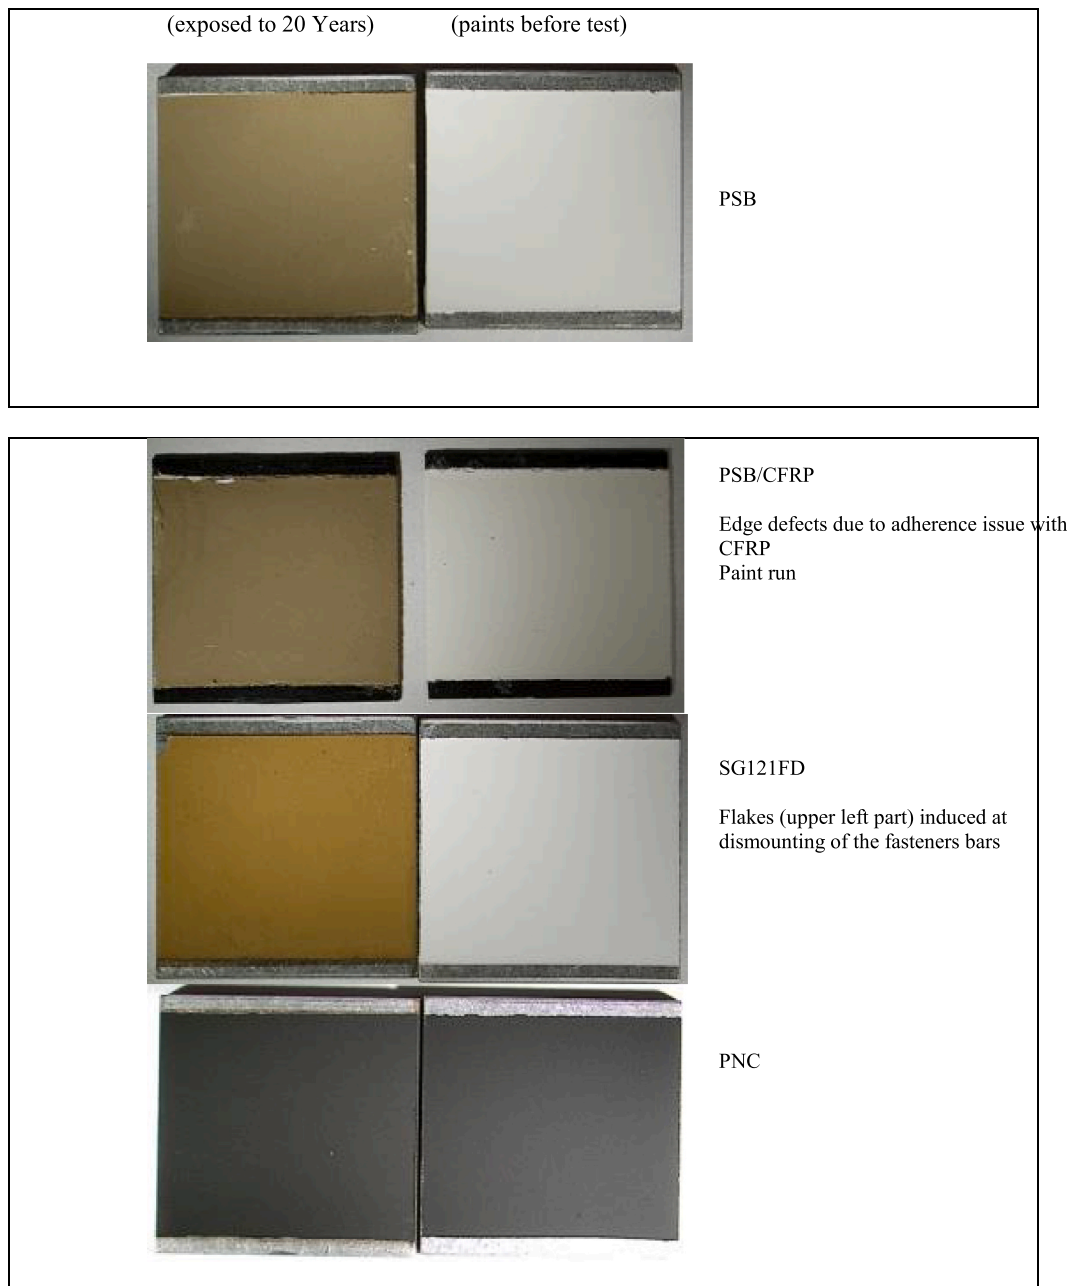 (exposed to 20 Years) (paints before test)
PSB
PSB/CFRP
Edge defects due to adherence issue with
CFRP
Paint run
SG121FD
Flakes (upper left part) induced at
dismounting of the fasteners bars
PNC